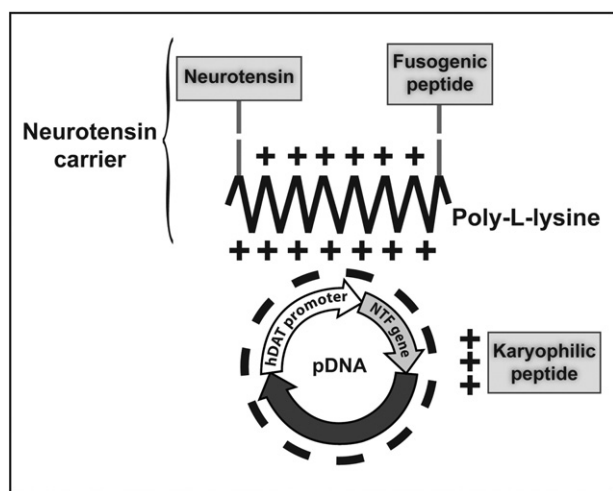 Neurotensin
Fusogenic
peptide
Neurotensin
carrier
+ + + + + +
Poly-L-lysine
+ + + + + + +
hDAT promoter
NTF gene
pDNA
+
+
+
Karyophilic
peptide